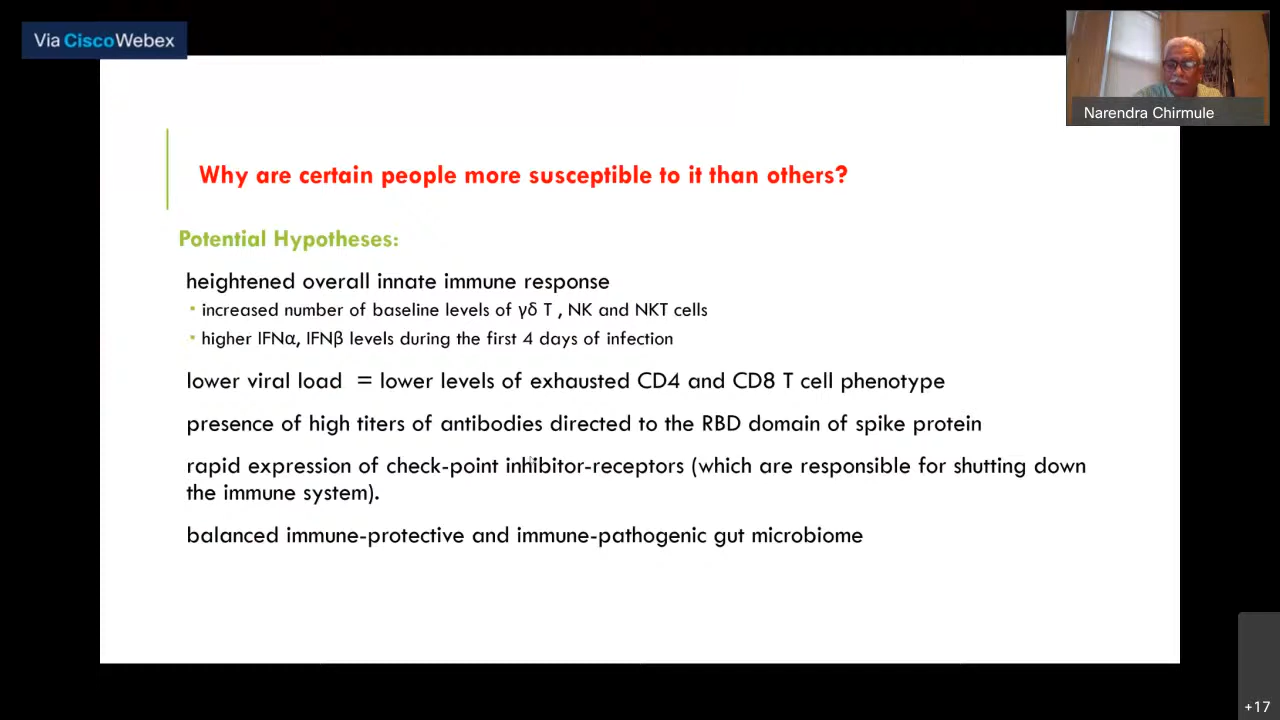 Via CiscoWebex
Narendra Chirmule
Why are certain people more susceptible to it than others?
Potential Hypotheses:
heightened overall innate immune response
• increased number of baseline levels of γδ T , NK and NKT cells
• higher IFNα, IFNβ levels during the first 4 days of infection
lower viral load = lower levels of exhausted CD4 and CD8 T cell phenotype
presence of high titers of antibodies directed to the RBD domain of spike protein
rapid expression of check-point inhibitor-receptors (which are responsible for shutting down
the immune system).
balanced immune-protective and immune-pathogenic gut microbiome
+17